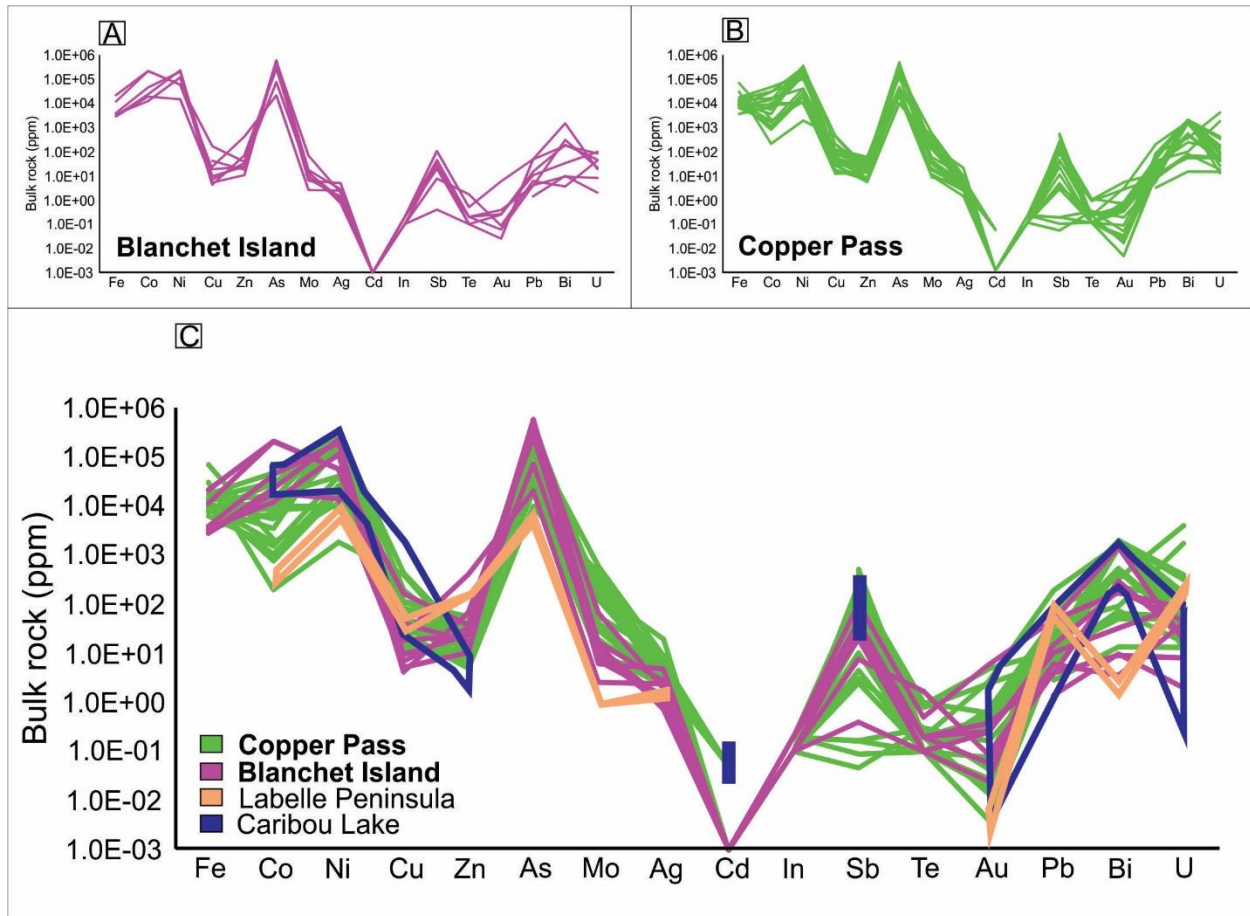 A
1.0E+06
1.0E+05
1.0E+04
1.0E+03
1.0E+02
1.0E+01
1.0E+00
1.0E-01
1.0E-02
1.0E-03
Bulk rock (ppm)
Blanchet Island
Fe Co Ni Cu Zn As Mo Ag Cd In Sb Te Au Pb Bi U
B
1.0E+06
1.0E+05
1.0E+04
1.0E+03
1.0E+02
1.0E+01
1.0E+00
1.0E-01
1.0E-02
1.0E-03
Bulk rock (ppm)
Copper Pass
Fe Co Ni Cu Zn As Mo Ag Cd In Sb Te Au Pb Bi U
C
1.0E+06
1.0E+05
1.0E+04
1.0E+03
1.0E+02
1.0E+01
1.0E+00
1.0E-01
1.0E-02
1.0E-03
Bulk rock (ppm)
Copper Pass
Blanchet Island
Labelle Peninsula
Caribou Lake
Fe Co Ni Cu Zn As Mo Ag Cd In Sb Te Au Pb Bi U